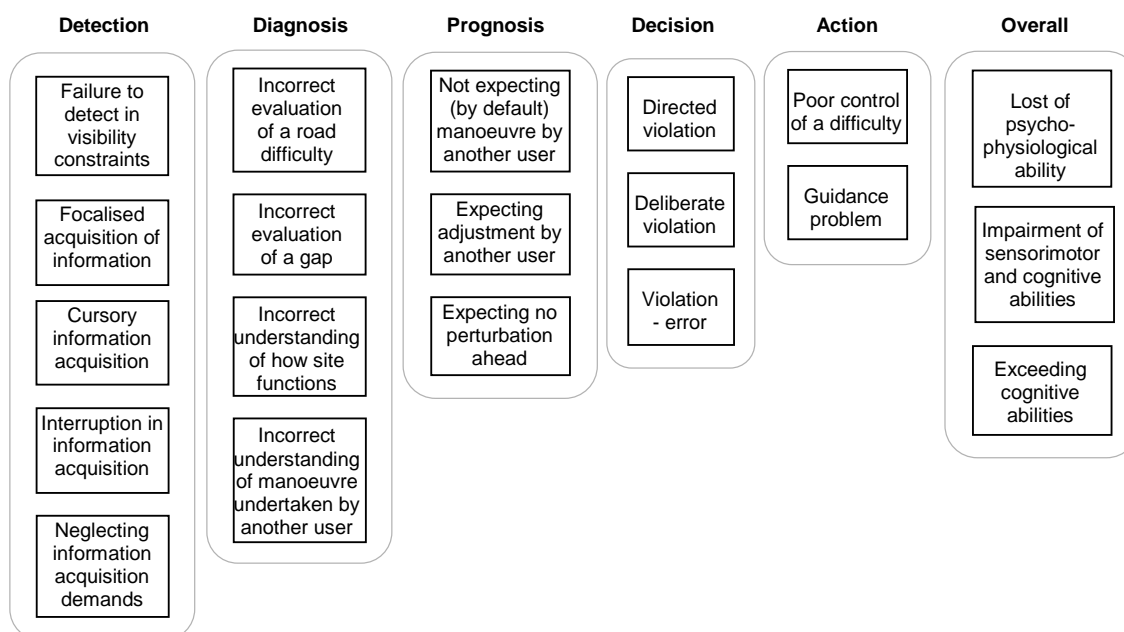 Detection
Diagnosis
Prognosis
Decision
Action
Overall
Failure to
detect in
visibility
constraints
Focalised
acquisition of
information
Cursory
information
acquisition
Interruption in
information
acquisition
Neglecting
information
acquisition
demands
Incorrect
evaluation
of a road
difficulty
Incorrect
evaluation
of a gap
Incorrect
understanding
of how site
functions
Incorrect
understanding
of manoeuvre
undertaken by
another user
Not expecting
(by default)
manoeuvre by
another user
Expecting
adjustment by
another user
Expecting no
perturbation
ahead
Directed
violation
Deliberate
violation
Violation
- error
Poor control
of a difficulty
Guidance
problem
Lost of
psycho-
physiological
ability
Impairment of
sensorimotor
and cognitive
abilities
Exceeding
cognitive
abilities